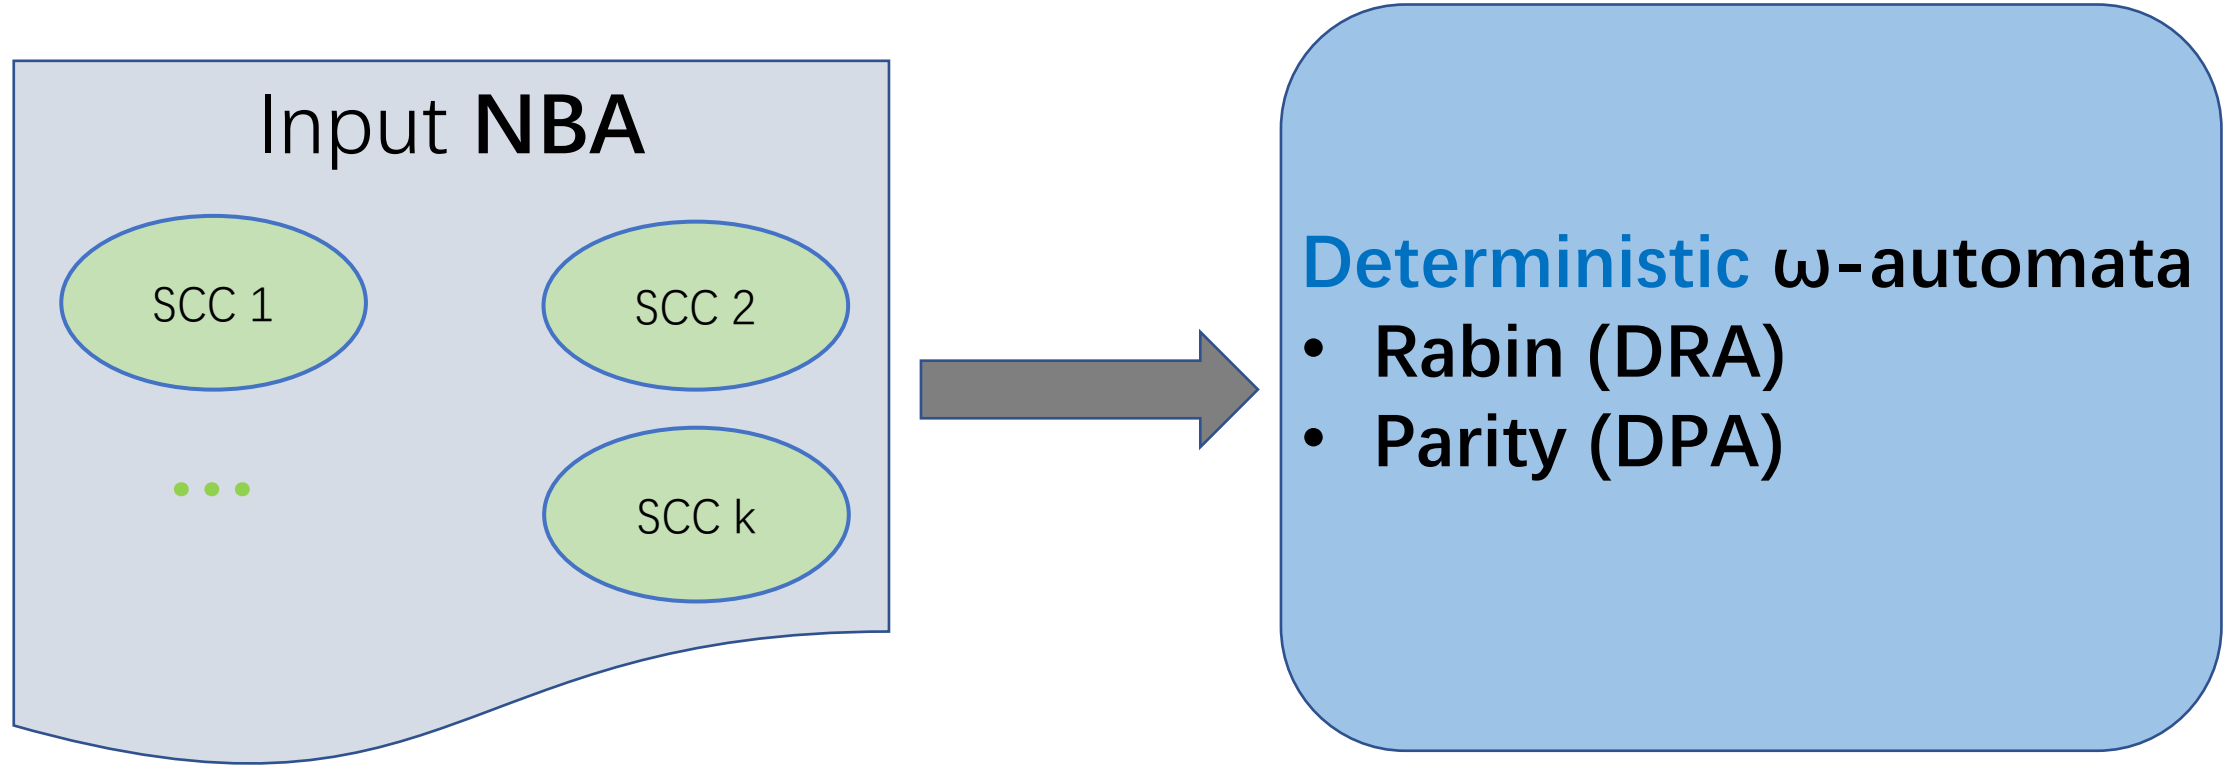 Input NBA
SCC 1
SCC 2
...
SCC k
Deterministic ω-automata
• Rabin (DRA)
• Parity (DPA)